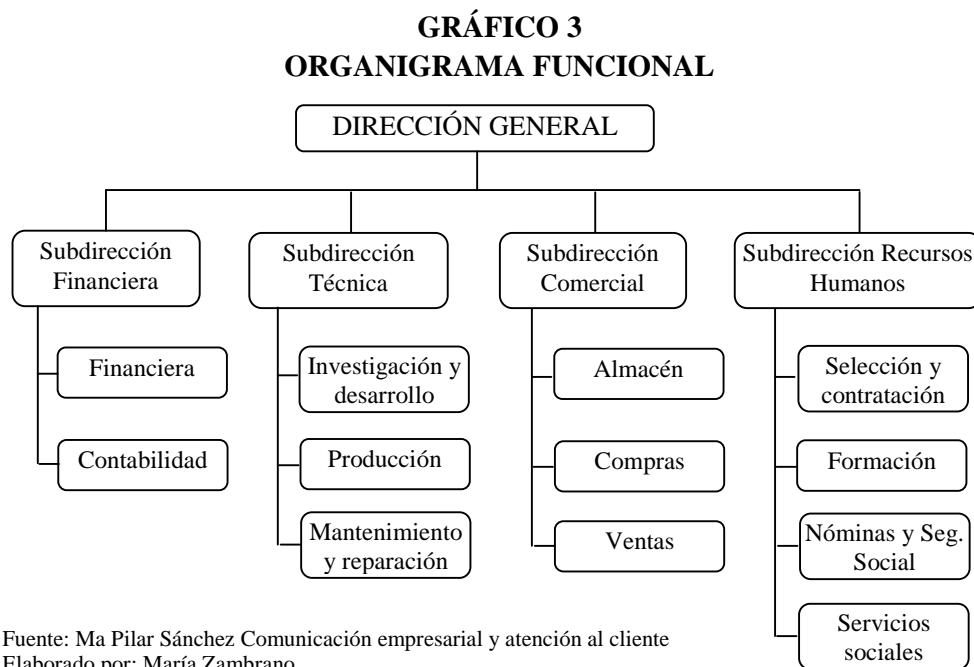 GRÁFICO 3
ORGANIGRAMA FUNCIONAL
DIRECCIÓN GENERAL
Subdirección
Financiera
Subdirección
Técnica
Subdirección
Comercial
Subdirección Recursos
Humanos
Financiera
Contabilidad
Investigación y
desarrollo
Producción
Mantenimiento
y reparación
Almacén
Compras
Ventas
Selección y
contratación
Formación
Nóminas y Seg.
Social
Servicios
sociales
Fuente: Ma Pilar Sánchez Comunicación empresarial y atención al cliente
Elaborado por: María Zambrano